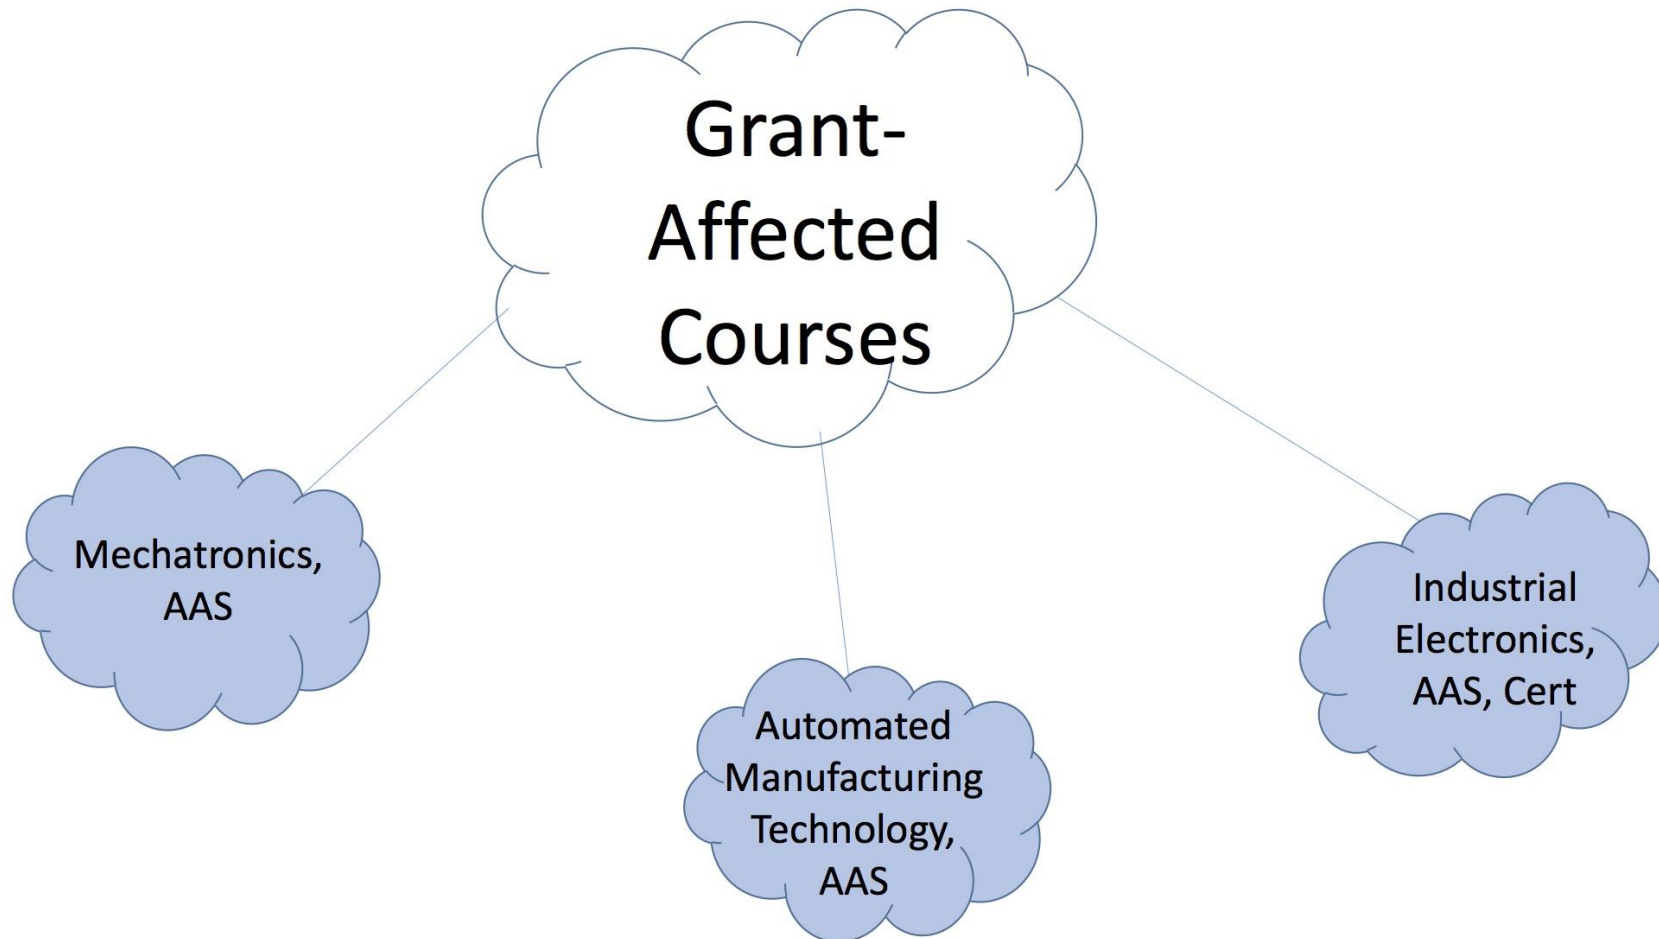 Grant-
Affected
Courses
Mechatronics,
AAS
Automated
Manufacturing
Technology,
AAS
Industrial
Electronics,
AAS, Cert